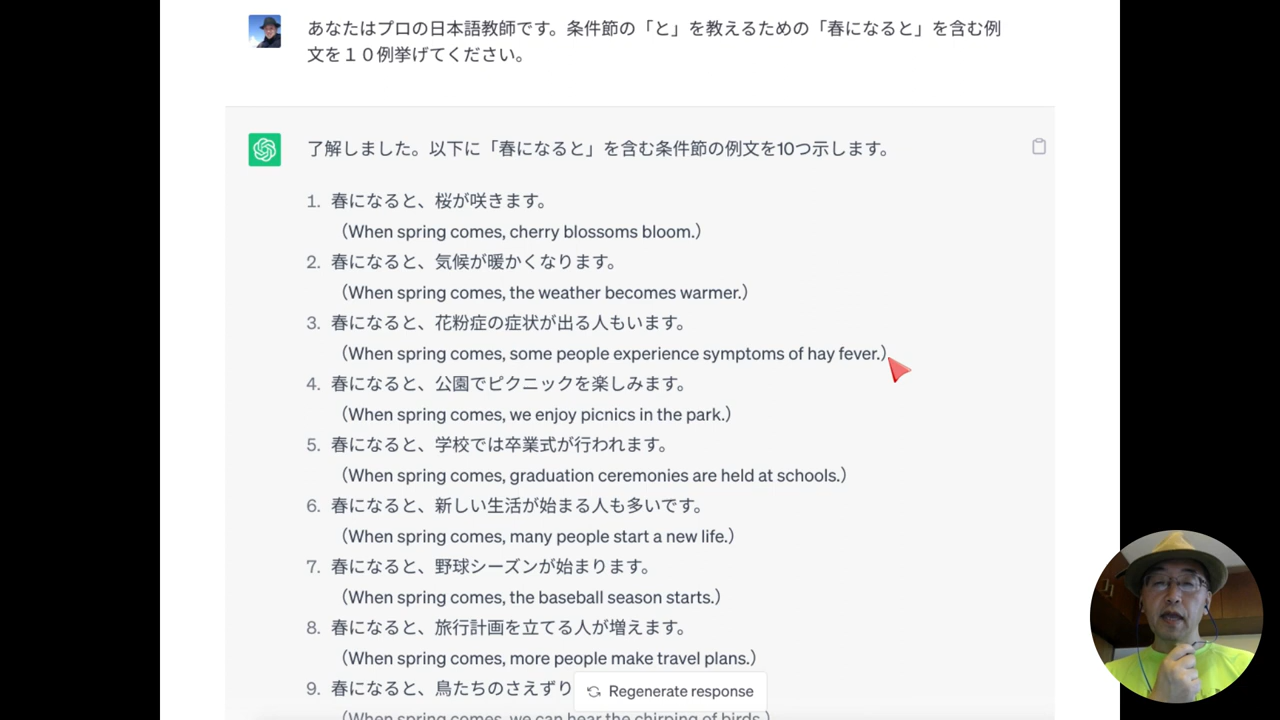 あなたはプロの日本語教師です。条件節の「と」を教えるための「春になると」を含む例
文を１０例挙げてください。
了解しました。以下に「春になると」を含む条件節の例文を10つ示します。
1. 春になると、桜が咲きます。
（When spring comes, cherry blossoms bloom.）
2. 春になると、気候が暖かくなります。
（When spring comes, the weather becomes warmer.）
3. 春になると、花粉症の症状が出る人もいます。
（When spring comes, some people experience symptoms of hay fever.）
4. 春になると、公園でピクニックを楽しみます。
（When spring comes, we enjoy picnics in the park.）
5. 春になると、学校では卒業式が行われます。
（When spring comes, graduation ceremonies are held at schools.）
6. 春になると、新しい生活が始まる人も多いです。
（When spring comes, many people start a new life.）
7. 春になると、野球シーズンが始まります。
（When spring comes, the baseball season starts.）
8. 春になると、旅行計画を立てる人が増えます。
（When spring comes, more people make travel plans.）
9. 春になると、鳥たちのさえずり
Regenerate response
（When spring comes, we can hear the chirping of birds.）